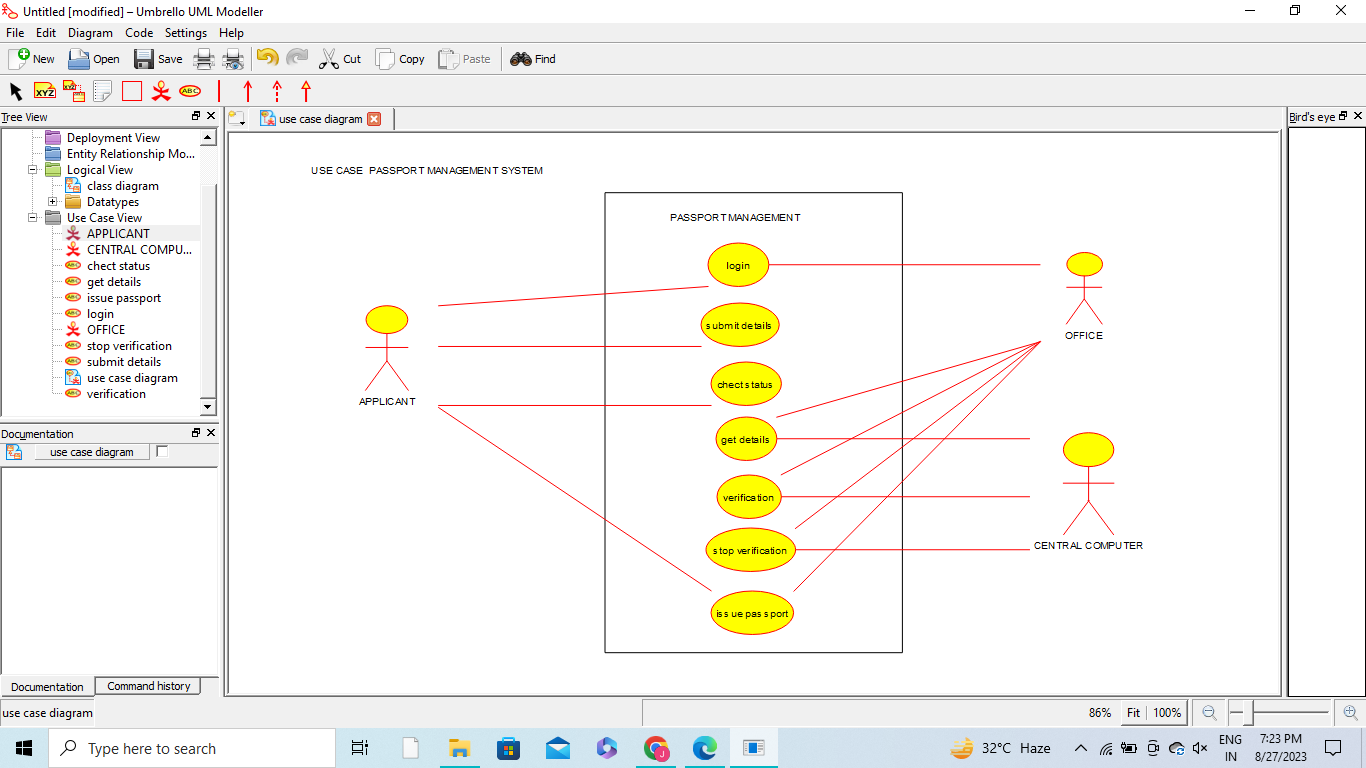 Untitled [modified] – Umbrello UML Modeller
File Edit Diagram Code Settings Help
New Open Save Cut Copy Paste Find
XYZ XYZ ABC
Tree View
Deployment View
Entity Relationship Mo...
Logical View
class diagram
Datatypes
Use Case View
APPLICANT
CENTRAL COMPU...
chect status
get details
issue passport
login
OFFICE
stop verification
submit details
use case diagram
verification
Documentation
use case diagram
Documentation Command history
use case diagram
use case diagram
USE CASE PASSPORT MANAGEMENT SYSTEM
PASSPORT MANAGEMENT
login
submit details
chect status
get details
verification
stop verification
issue passport
APPLICANT
OFFICE
CENTRAL COMPUTER
Bird's eye
86% Fit 100%
Type here to search
J
32°C Haze
ENG
IN
7:23 PM
8/27/2023